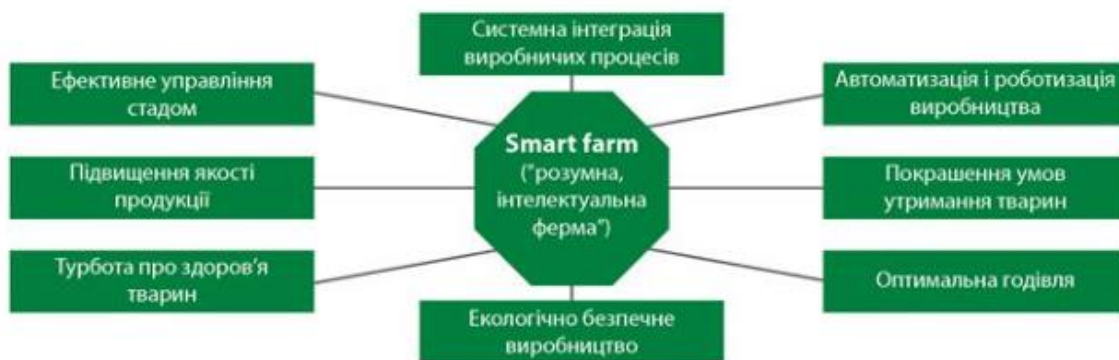 Системна інтеграція
виробничих процесів
Ефективне управління
стадом
Автоматизація і роботизація
виробництва
Smart farm
("розумна,
інтелектуальна
ферма")
Підвищення якості
продукції
Покрашення умов
утримання тварин
Турбота про здоров'я
тварин
Оптимальна годівля
Екологічно безпечне
виробництво